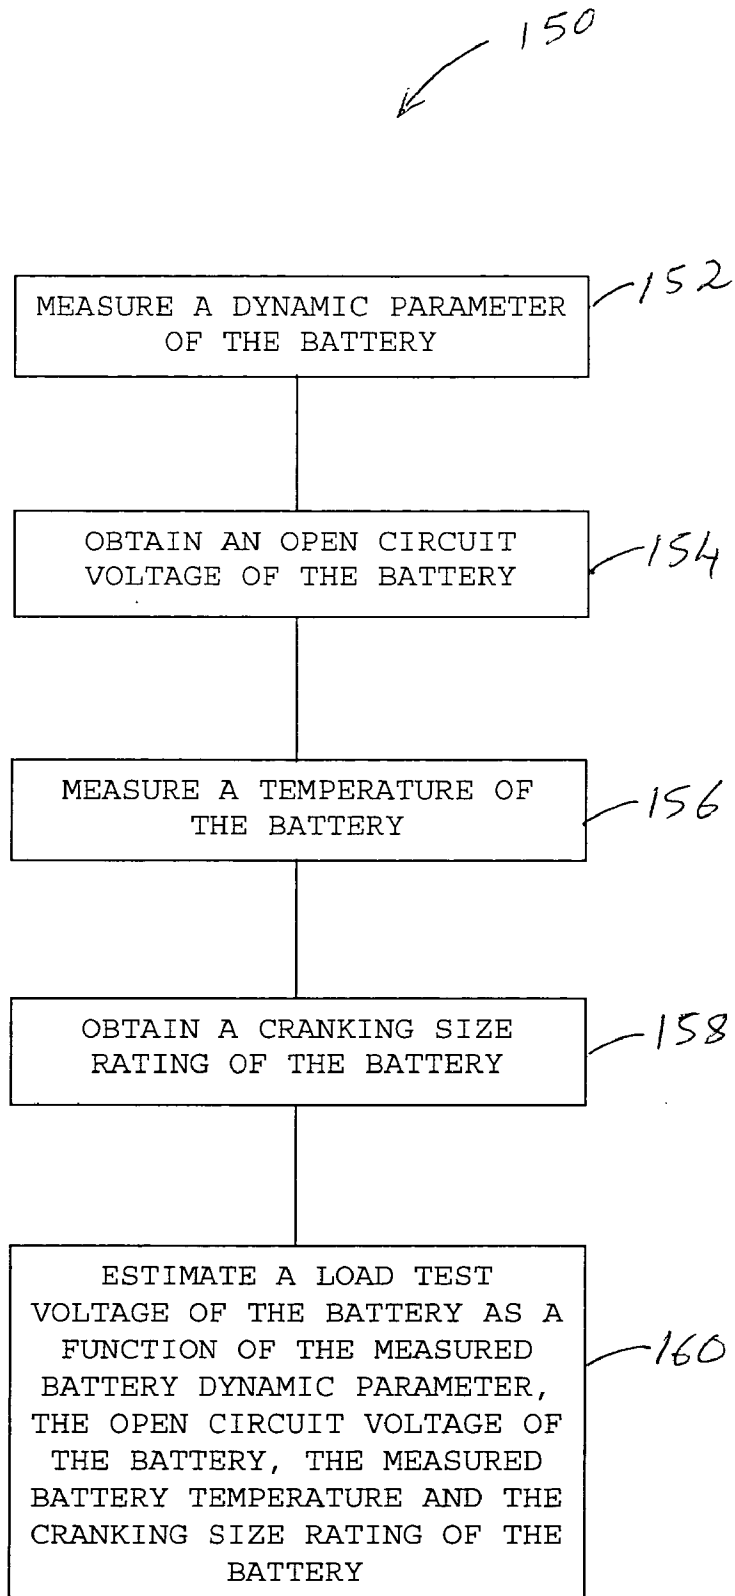 150
152
MEASURE A DYNAMIC PARAMETER
OF THE BATTERY
154
OBTAIN AN OPEN CIRCUIT
VOLTAGE OF THE BATTERY
156
MEASURE A TEMPERATURE OF
THE BATTERY
158
OBTAIN A CRANKING SIZE
RATING OF THE BATTERY
160
ESTIMATE A LOAD TEST
VOLTAGE OF THE BATTERY AS A
FUNCTION OF THE MEASURED
BATTERY DYNAMIC PARAMETER,
THE OPEN CIRCUIT VOLTAGE OF
THE BATTERY, THE MEASURED
BATTERY TEMPERATURE AND THE
CRANKING SIZE RATING OF THE
BATTERY